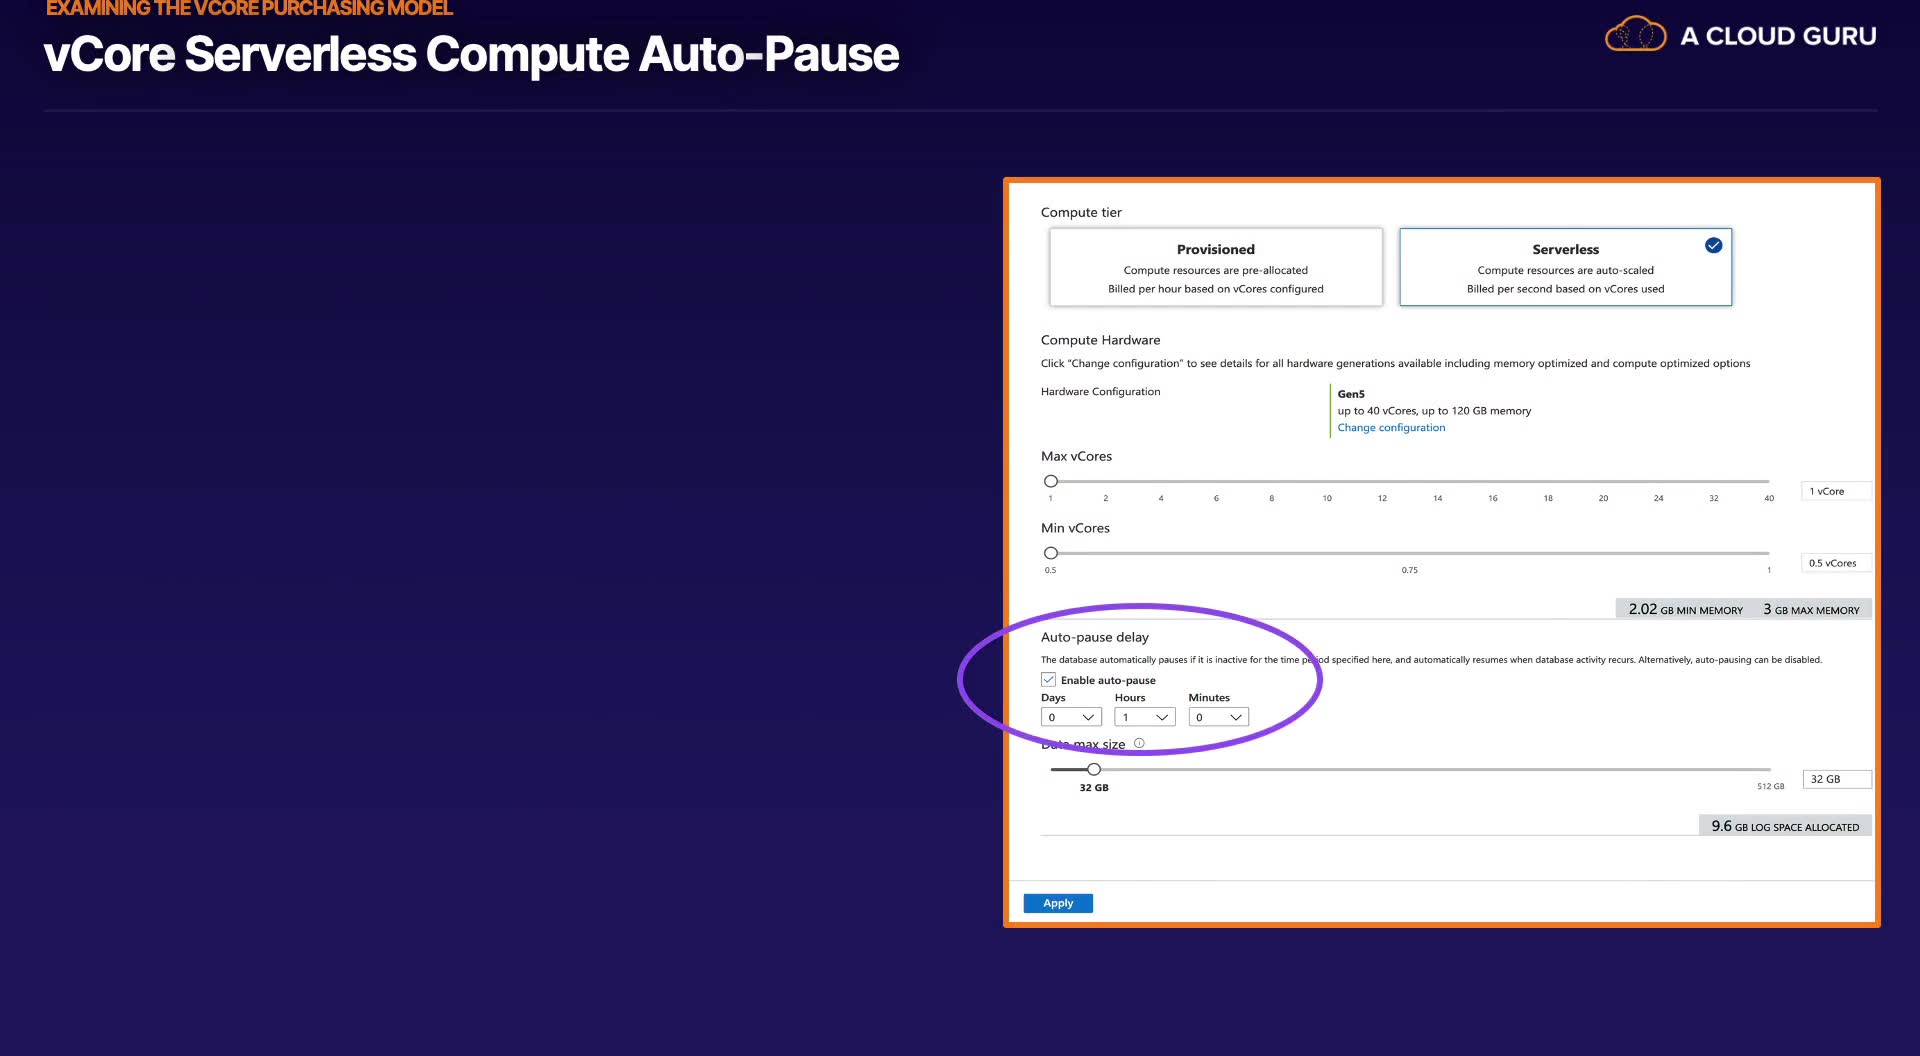 EXAMINING THE VCORE PURCHASING MODEL
vCore Serverless Compute Auto-Pause
A CLOUD GURU
Compute tier
Provisioned
Compute resources are pre-allocated
Billed per hour based on vCores configured
Serverless
Compute resources are auto-scaled
Billed per second based on vCores used
Compute Hardware
Click "Change configuration" to see details for all hardware generations available including memory optimized and compute optimized options
Hardware Configuration
Gen5
up to 40 vCores, up to 120 GB memory
Change configuration
Max vCores
1 2 4 6 8 10 12 14 16 18 20 24 32 40
1 vCore
Min vCores
0.5 0.75 1
0.5 vCores
2.02 GB MIN MEMORY 3 GB MAX MEMORY
Auto-pause delay
The database automatically pauses if it is inactive for the time period specified here, and automatically resumes when database activity recurs. Alternatively, auto-pausing can be disabled.
Enable auto-pause
Days Hours Minutes
0 1 0
Data max size
32 GB
512 GB
32 GB
9.6 GB LOG SPACE ALLOCATED
Apply